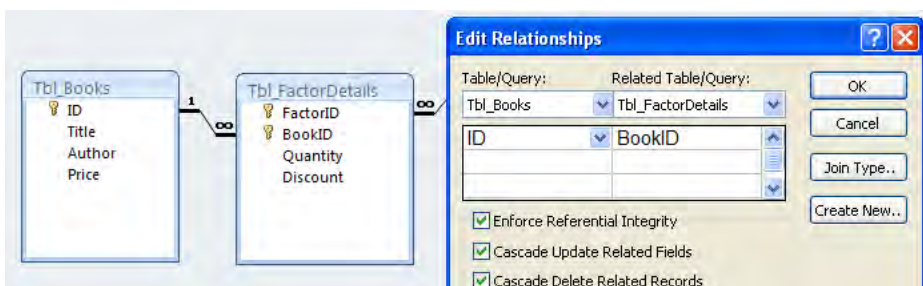 Tbl_Books
ID
Title
Author
Price
1
∞
Tbl_FactorDetails
FactorID
BookID
Quantity
Discount
∞
Edit Relationships
Table/Query: Related Table/Query:
Tbl_Books Tbl_FactorDetails
ID BookID
Enforce Referential Integrity
Cascade Update Related Fields
Cascade Delete Related Records
OK
Cancel
Join Type..
Create New..